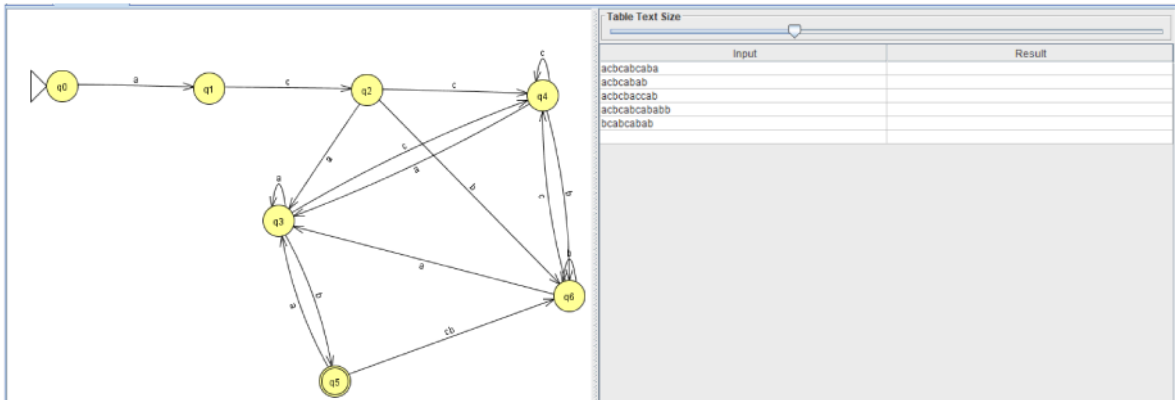 Table Text Size
Input Result
acbcabcaba
acbcabab
acbcbaccab
acbcabcababb
bcabcabab
q0
a
q1
c
q2
c
q4
c
a
b
c
a
c
b
q3
a
a
q6
b
a
b
cb
q5